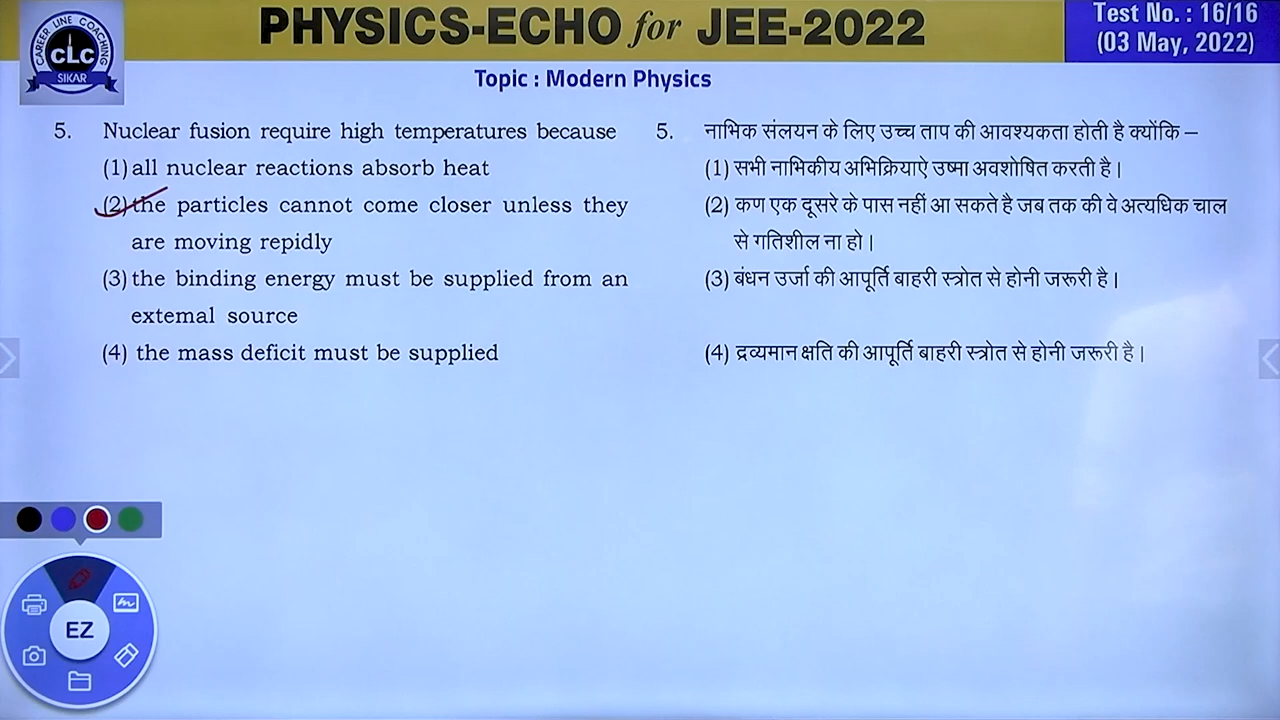 PHYSICS-ECHO for JEE-2022
Test No. : 16/16
(03 May, 2022)
CAREER LINE COACHING
CLC
SIKAR
Topic : Modern Physics
5. Nuclear fusion require high temperatures because
(1) all nuclear reactions absorb heat
(2) the particles cannot come closer unless they
are moving repidly
(3) the binding energy must be supplied from an
extemal source
(4) the mass deficit must be supplied
5. नाभिक संलयन के लिए उच्च ताप की आवश्यकता होती है क्योंकि –
(1) सभी नाभिकीय अभिक्रियाऐ उष्मा अवशोषित करती है।
(2) कण एक दूसरे के पास नहीं आ सकते है जब तक की वे अत्यधिक चाल
से गतिशील ना हो।
(3) बंधन उर्जा की आपूर्ति बाहरी स्त्रोत से होनी जरूरी है।
(4) द्रव्यमान क्षति की आपूर्ति बाहरी स्त्रोत से होनी जरूरी है।
EZ